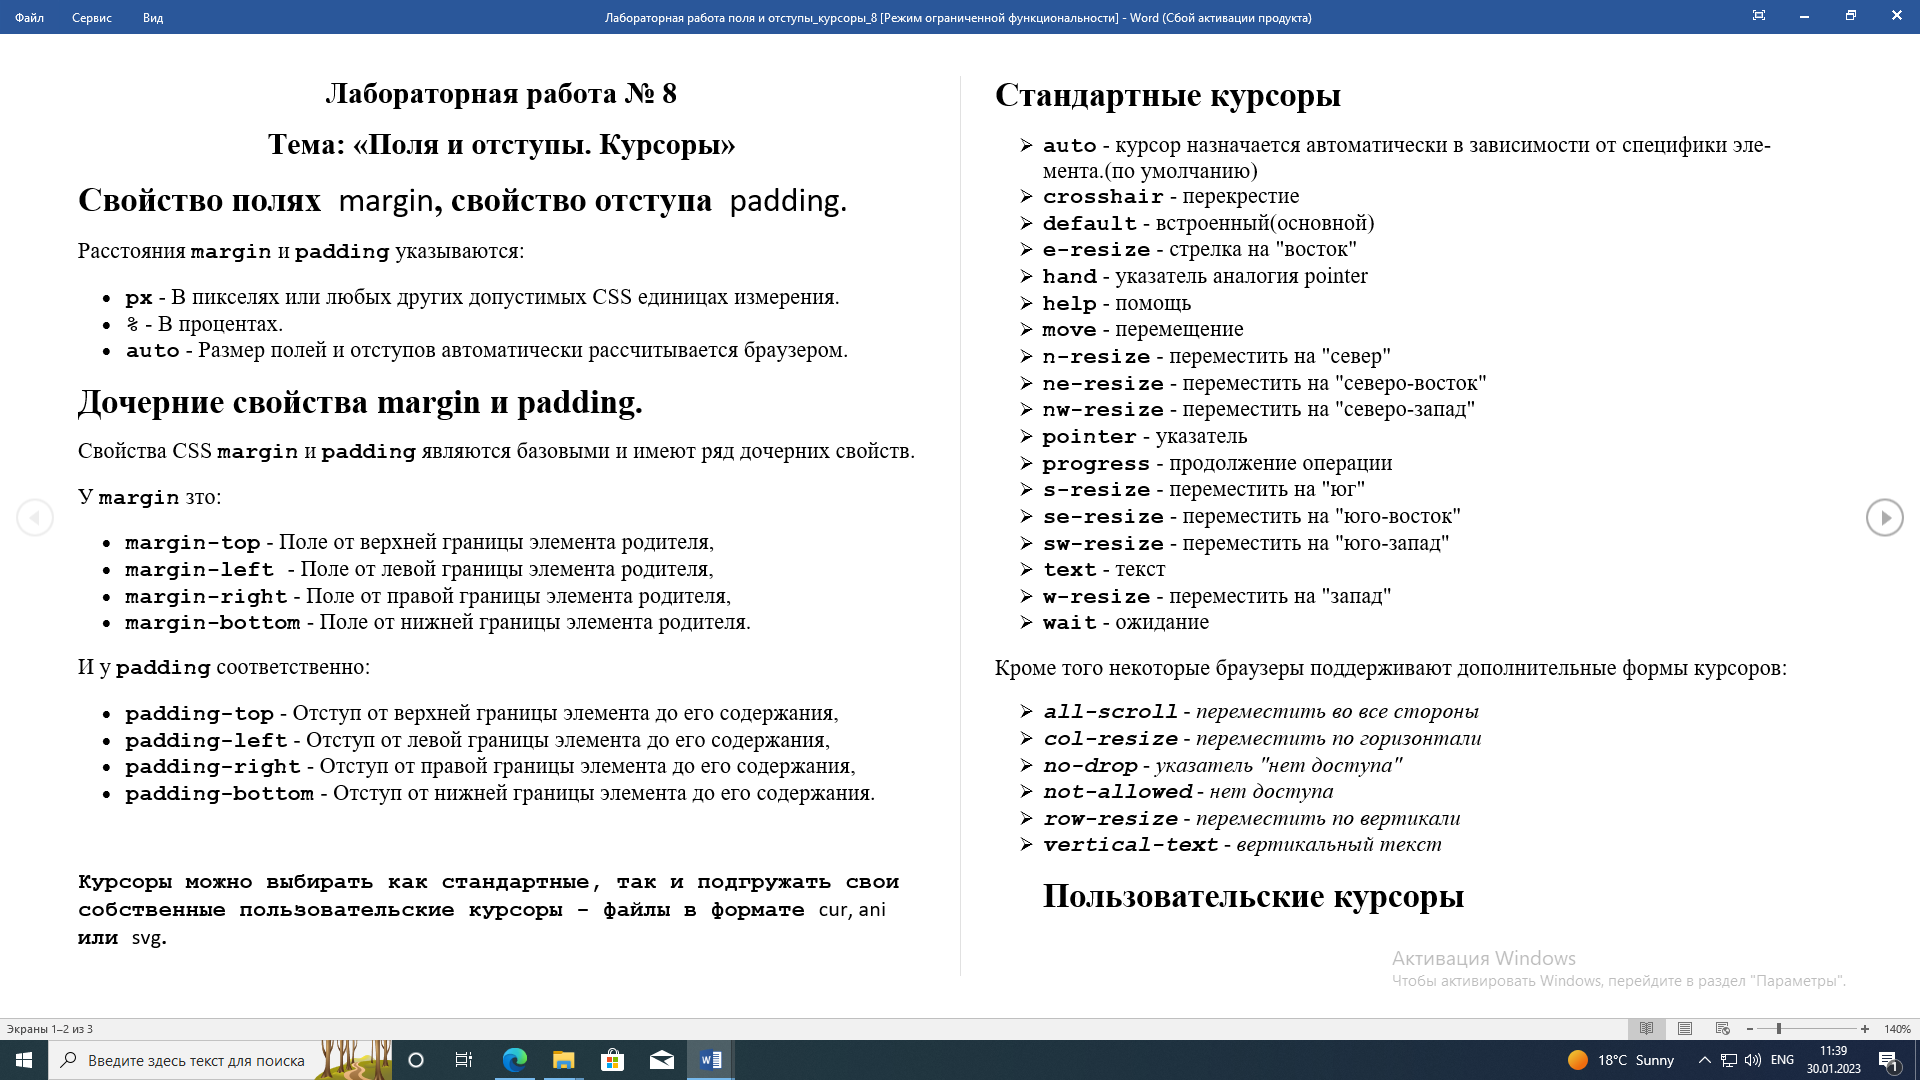 Файл Сервис Вид
Лабораторная работа поля и отступы_курсоры_8 [Режим ограниченной функциональности] - Word (Сбой активации продукта)
Лабораторная работа № 8
Тема: «Поля и отступы. Курсоры»
Свойство полях margin, свойство отступа padding.
Расстояния margin и padding указываются:
• px - В пикселях или любых других допустимых CSS единицах измерения.
• % - В процентах.
• auto - Размер полей и отступов автоматически рассчитывается браузером.
Дочерние свойства margin и padding.
Свойства CSS margin и padding являются базовыми и имеют ряд дочерних свойств.
У margin зто:
• margin-top - Поле от верхней границы элемента родителя,
• margin-left - Поле от левой границы элемента родителя,
• margin-right - Поле от правой границы элемента родителя,
• margin-bottom - Поле от нижней границы элемента родителя.
И у padding соответственно:
• padding-top - Отступ от верхней границы элемента до его содержания,
• padding-left - Отступ от левой границы элемента до его содержания,
• padding-right - Отступ от правой границы элемента до его содержания,
• padding-bottom - Отступ от нижней границы элемента до его содержания.
Курсоры можно выбирать как стандартные, так и подгружать свои
собственные пользовательские курсоры – файлы в формате cur, ani
или svg.
Стандартные курсоры
➢ auto - курсор назначается автоматически в зависимости от специфики эле-
мента.(по умолчанию)
➢ crosshair - перекрестие
➢ default - встроенный(основной)
➢ e-resize - стрелка на "восток"
➢ hand - указатель аналогия pointer
➢ help - помощь
➢ move - перемещение
➢ n-resize - переместить на "север"
➢ ne-resize - переместить на "северо-восток"
➢ nw-resize - переместить на "северо-запад"
➢ pointer - указатель
➢ progress - продолжение операции
➢ s-resize - переместить на "юг"
➢ se-resize - переместить на "юго-восток"
➢ sw-resize - переместить на "юго-запад"
➢ text - текст
➢ w-resize - переместить на "запад"
➢ wait - ожидание
Кроме того некоторые браузеры поддерживают дополнительные формы курсоров:
➢ all-scroll - переместить во все стороны
➢ col-resize - переместить по горизонтали
➢ no-drop - указатель "нет доступа"
➢ not-allowed - нет доступа
➢ row-resize - переместить по вертикали
➢ vertical-text - вертикальный текст
Пользовательские курсоры
Активация Windows
Чтобы активировать Windows, перейдите в раздел "Параметры".
Экраны 1–2 из 3
140%
Введите здесь текст для поиска
18°C Sunny
ENG
11:39
30.01.2023
1